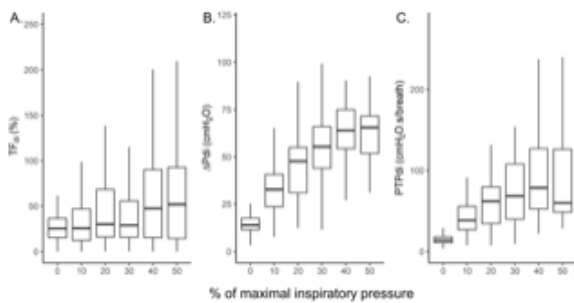 A.
TFdi (%)
250
200
150
100
50
0
0 10 20 30 40 50
B.
ΔPdi (cmH₂O)
125
100
75
50
25
0
0 10 20 30 40 50
C.
PTPdi (cmH₂O.s/breath)
200
100
0
0 10 20 30 40 50
% of maximal inspiratory pressure